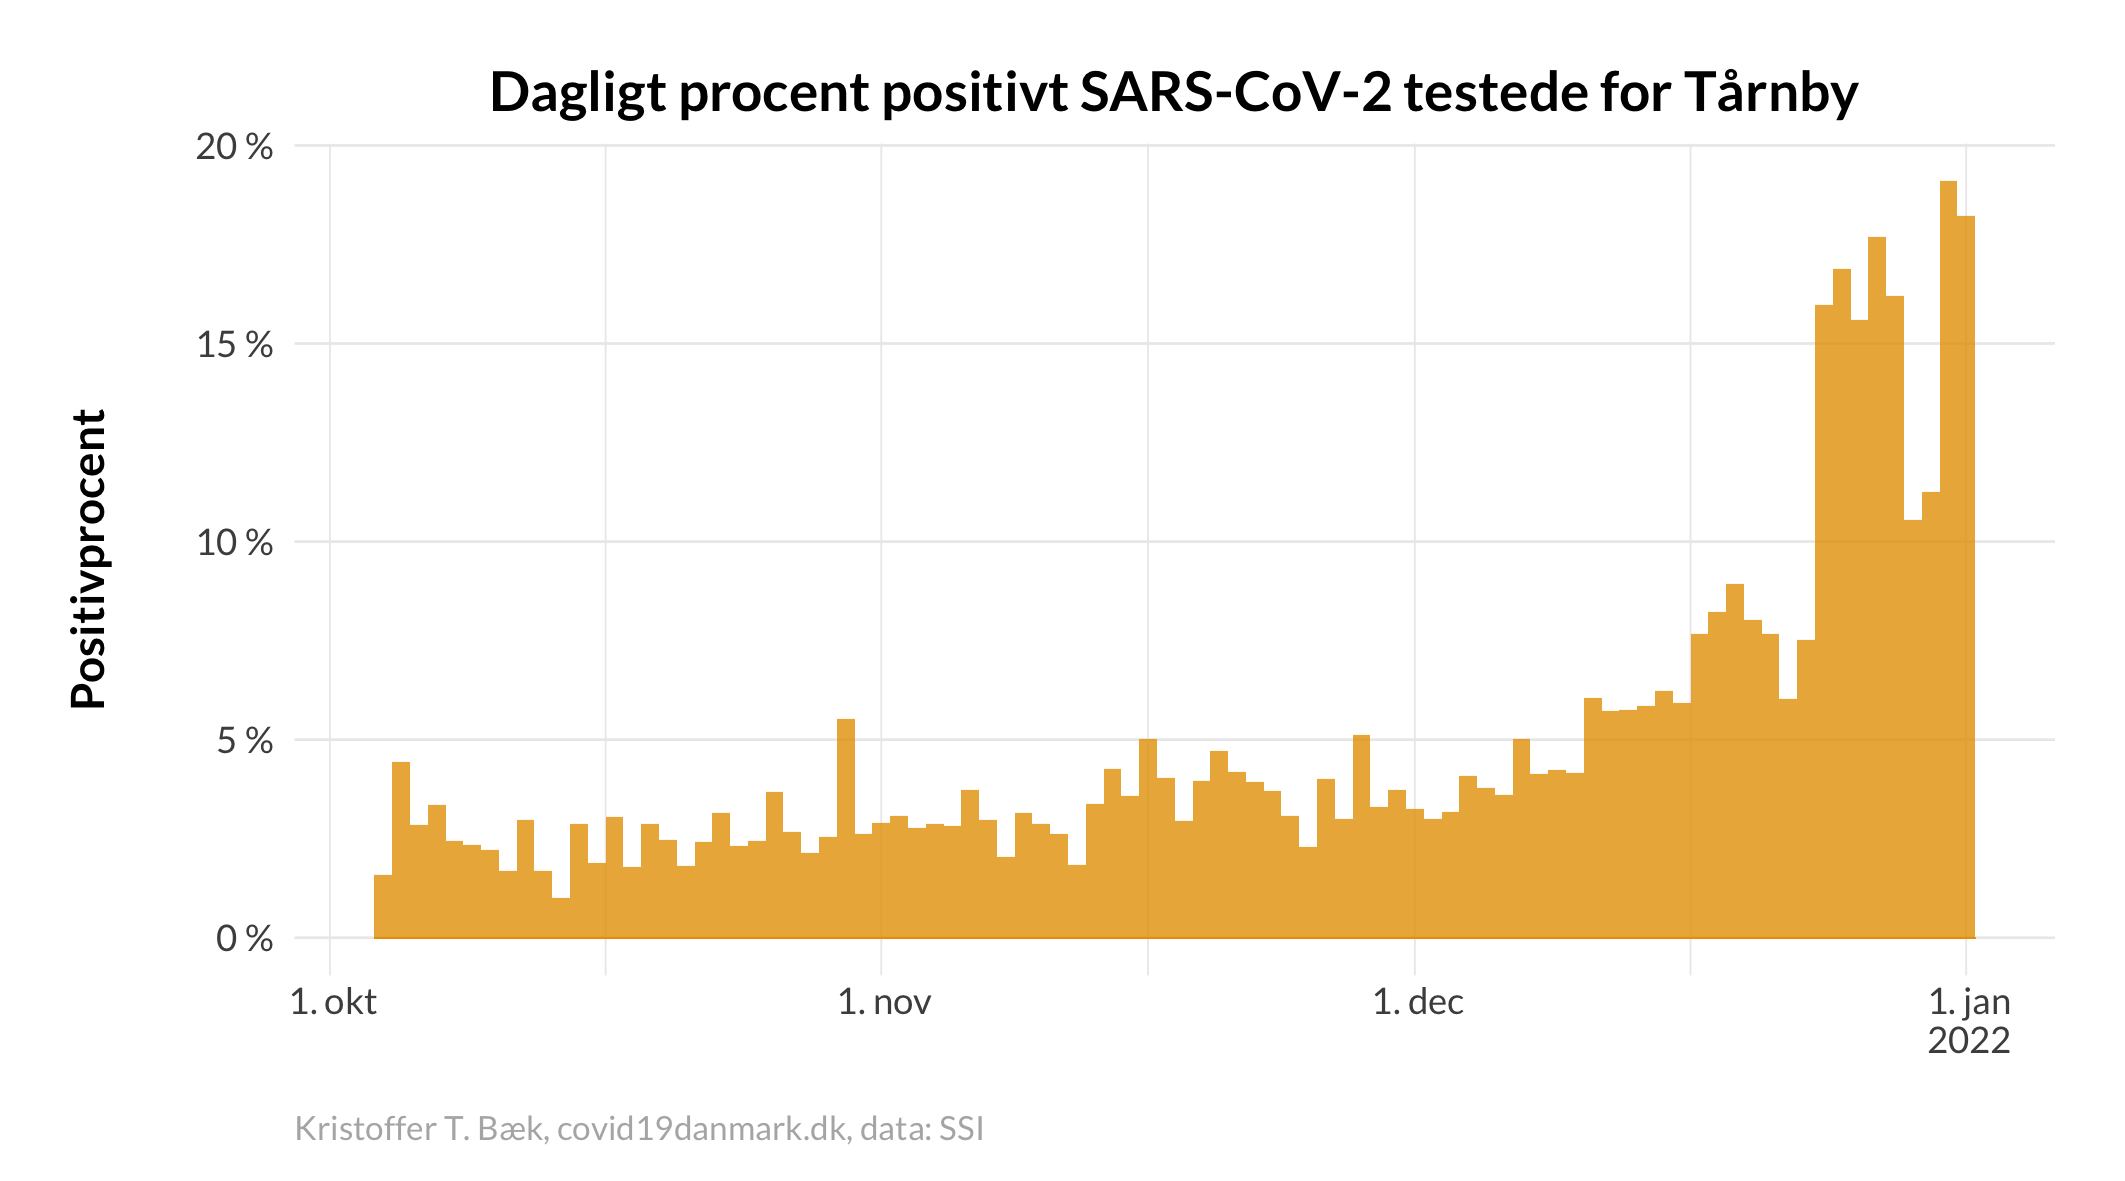 Dagligt procent positivt SARS-CoV-2 testede for Tårnby
Positivprocent
20 %
15 %
10 %
5 %
0 %
1. okt
1. nov
1. dec
1. jan
2022
Kristoffer T. Bæk, covid19danmark.dk, data: SSI